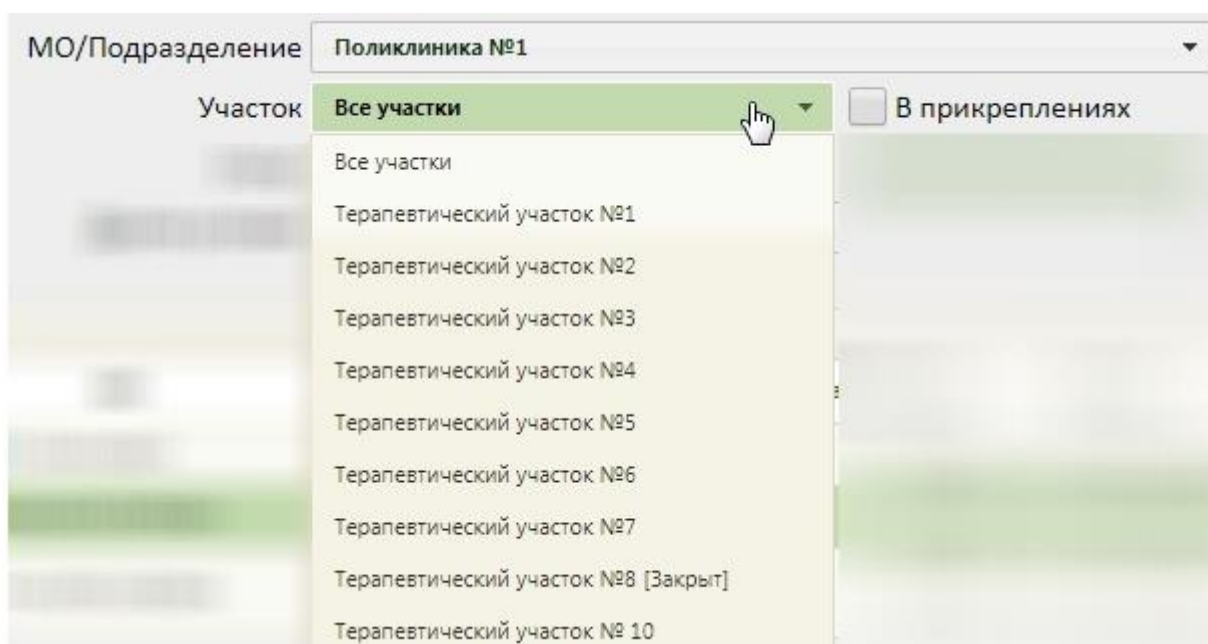 МО/Подразделение Поликлиника №1
Участок Все участки В прикреплениях
Все участки
Терапевтический участок №1
Терапевтический участок №2
Терапевтический участок №3
Терапевтический участок №4
Терапевтический участок №5
Терапевтический участок №6
Терапевтический участок №7
Терапевтический участок №8 [Закрыт]
Терапевтический участок № 10